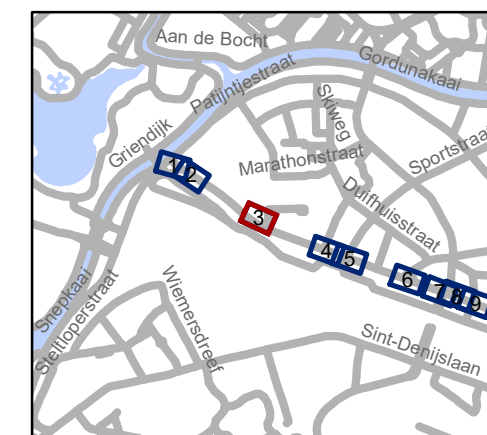 Aan de Bocht
Gordunakaai
Patijntjestraat
Skiweg
Griendijk
Marathonstraat
Sportstraat
Duifhuisstraat
1
2
3
4
5
6
7
8
9
Snepkaai
Steltloperstraat
Wiemersdreef
Sint-Denijslaan